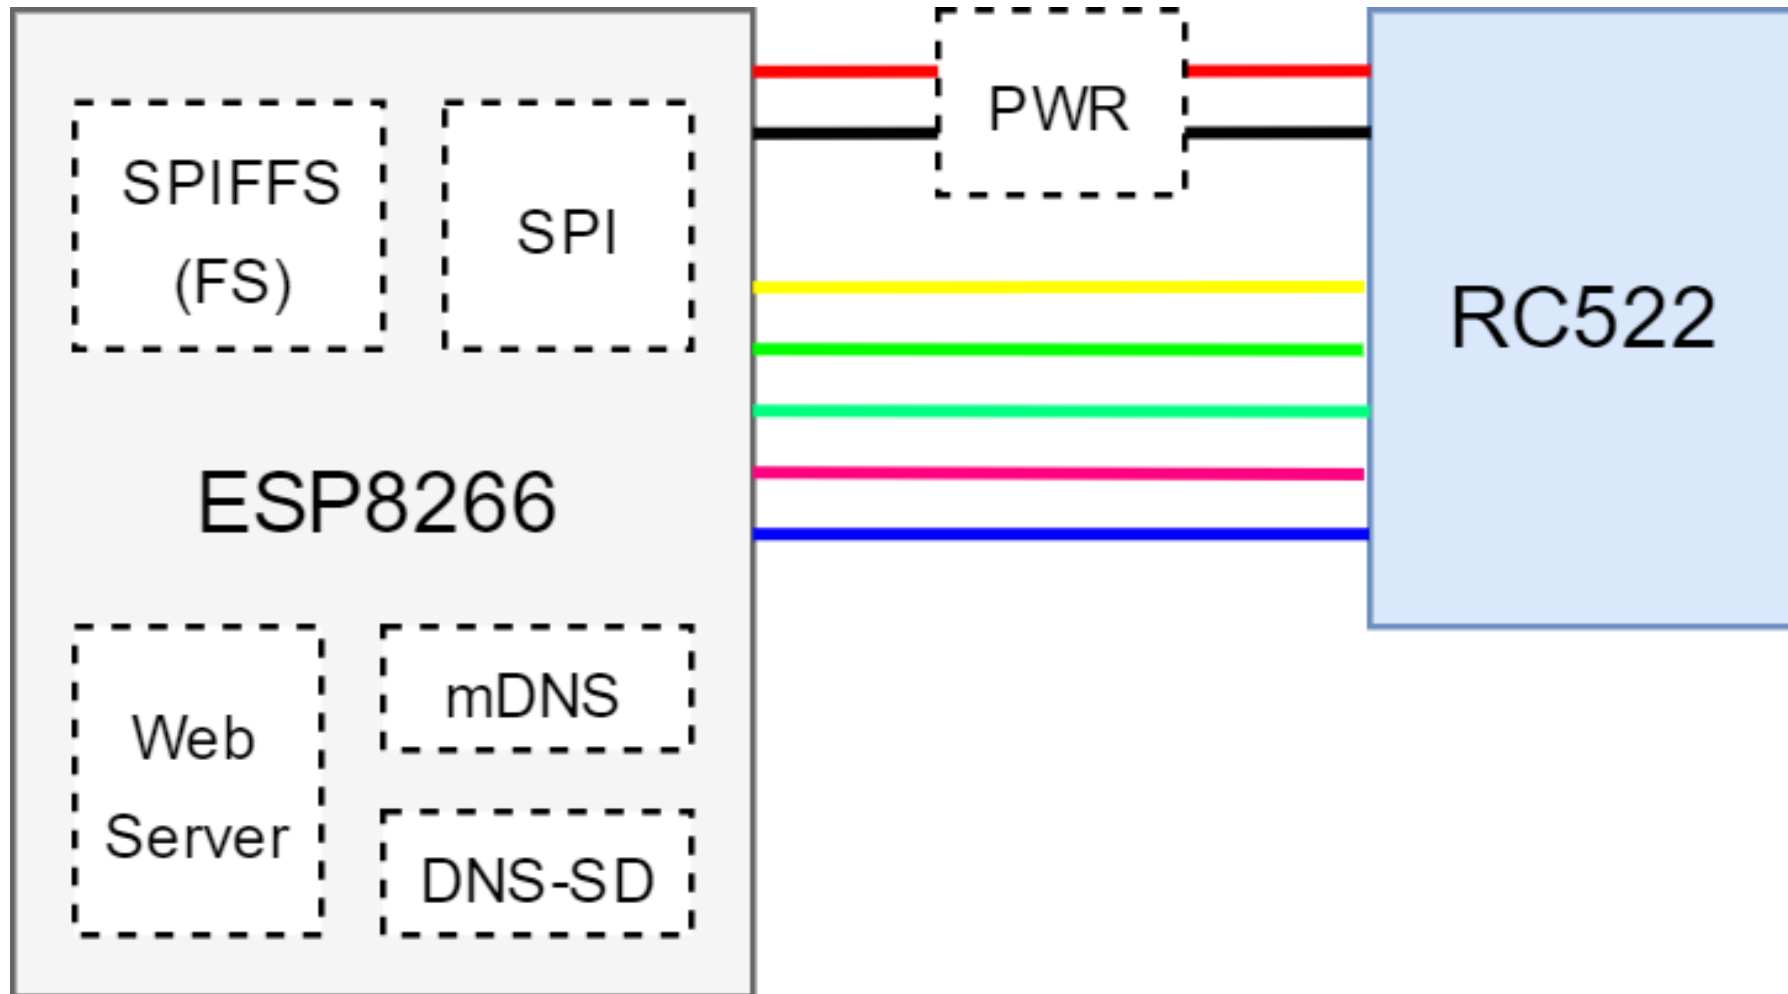 PWR
SPIFFS
(FS)
SPI
RC522
ESP8266
Web
Server
mDNS
DNS-SD